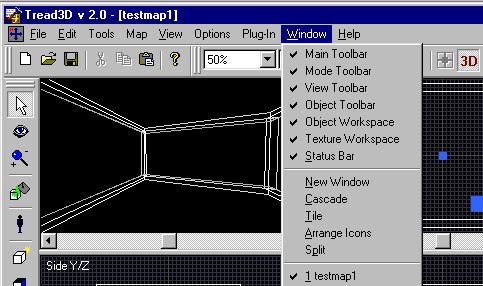 Tread3D v 2.0 - [testmap1]
File Edit Tools Map View Options Plug-In Window Help
50% 3D
Main Toolbar
Mode Toolbar
View Toolbar
Object Toolbar
Object Workspace
Texture Workspace
Status Bar
New Window
Cascade
Tile
Arrange Icons
Split
Side Y/Z
1 testmap1